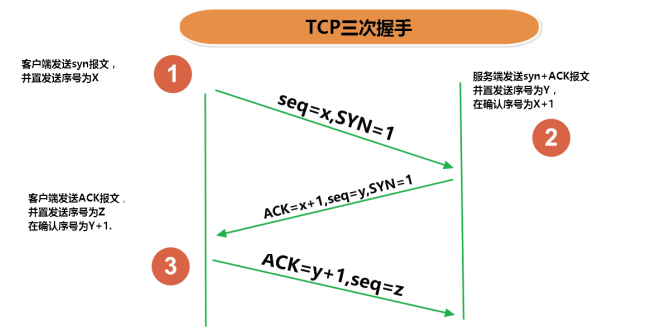 TCP三次握手
客户端发送syn报文，
并置发送序号为X
1
服务端发送syn+ACK报文
并置发送序号为Y，
在确认序号为X+1
2
seq=x,SYN=1
ACK=x+1,seq=y,SYN=1
客户端发送ACK报文，
并置发送序号为Z
在确认序号为Y+1.
3
ACK=y+1,seq=z